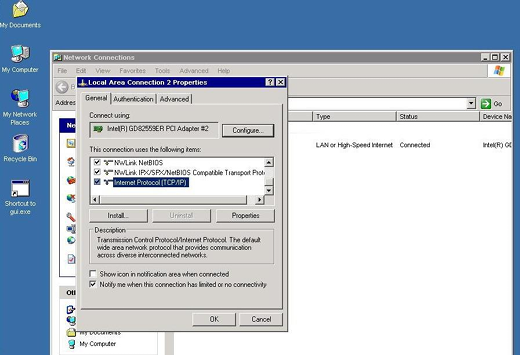 My Documents
My Computer
My Network
Places
Recycle Bin
Shortcut to
gui.exe
Network Connections
File Edit View Favorites Tools Advanced Help
Back
Address
Go
Type Status Device Na
LAN or High-Speed Internet Connected Intel(R) G
Local Area Connection 2 Properties
General Authentication Advanced
Connect using:
Intel(R) GD82559ER PCI Adapter #2
Configure...
This connection uses the following items:
NWLink NetBIOS
NWLink IPX/SPX/NetBIOS Compatible Transport Prot
Internet Protocol (TCP/IP)
Install... Uninstall Properties
Description
Transmission Control Protocol/Internet Protocol. The default
wide area network protocol that provides communication
across diverse interconnected networks.
Show icon in notification area when connected
Notify me when this connection has limited or no connectivity
OK Cancel
Ne
Ot
My Documents
My Computer